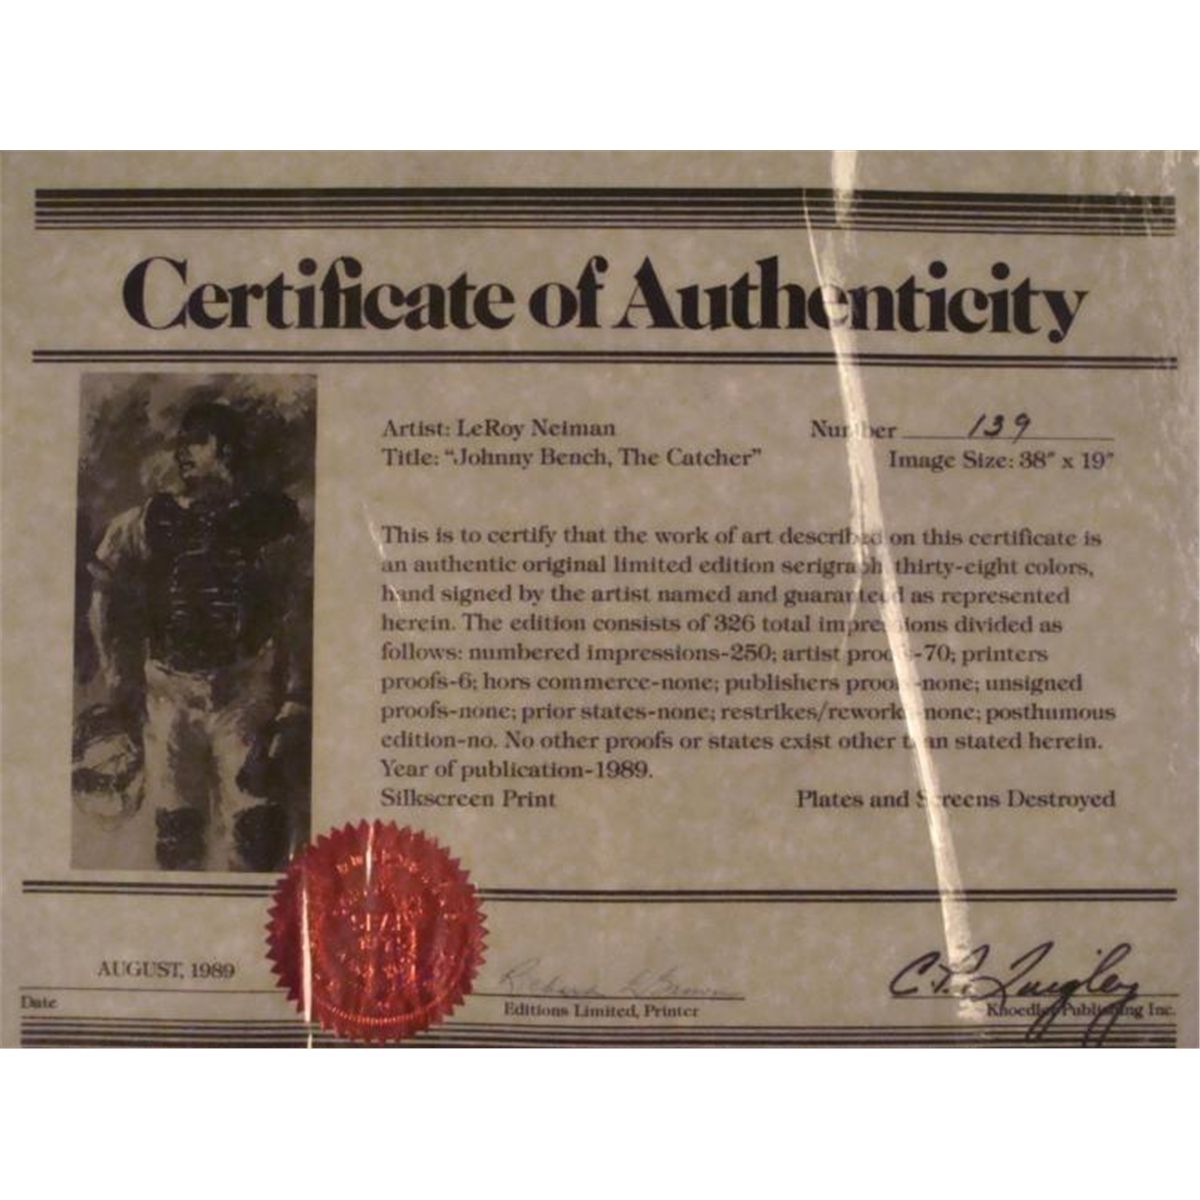 Certificate of Authenticity
Artist: LeRoy Neiman
Number 139
Title: "Johnny Bench, The Catcher"
Image Size: 38" x 19"
This is to certify that the work of art described on this certificate is
an authentic original limited edition serigraph, thirty-eight colors,
hand signed by the artist named and guaranteed as represented
herein. The edition consists of 326 total impressions divided as
follows: numbered impressions-250; artist proofs-70; printers
proofs-6; hors commerce-none; publishers proofs-none; unsigned
proofs-none; prior states-none; restrikes/reworks-none; posthumous
edition-no. No other proofs or states exist other than stated herein.
Year of publication-1989.
Silkscreen Print
Plates and Screens Destroyed
SEAL
AUGUST, 1989
Richard Brown
Quigley
Date
Editions Limited, Printer
Knoedler Publishing Inc.